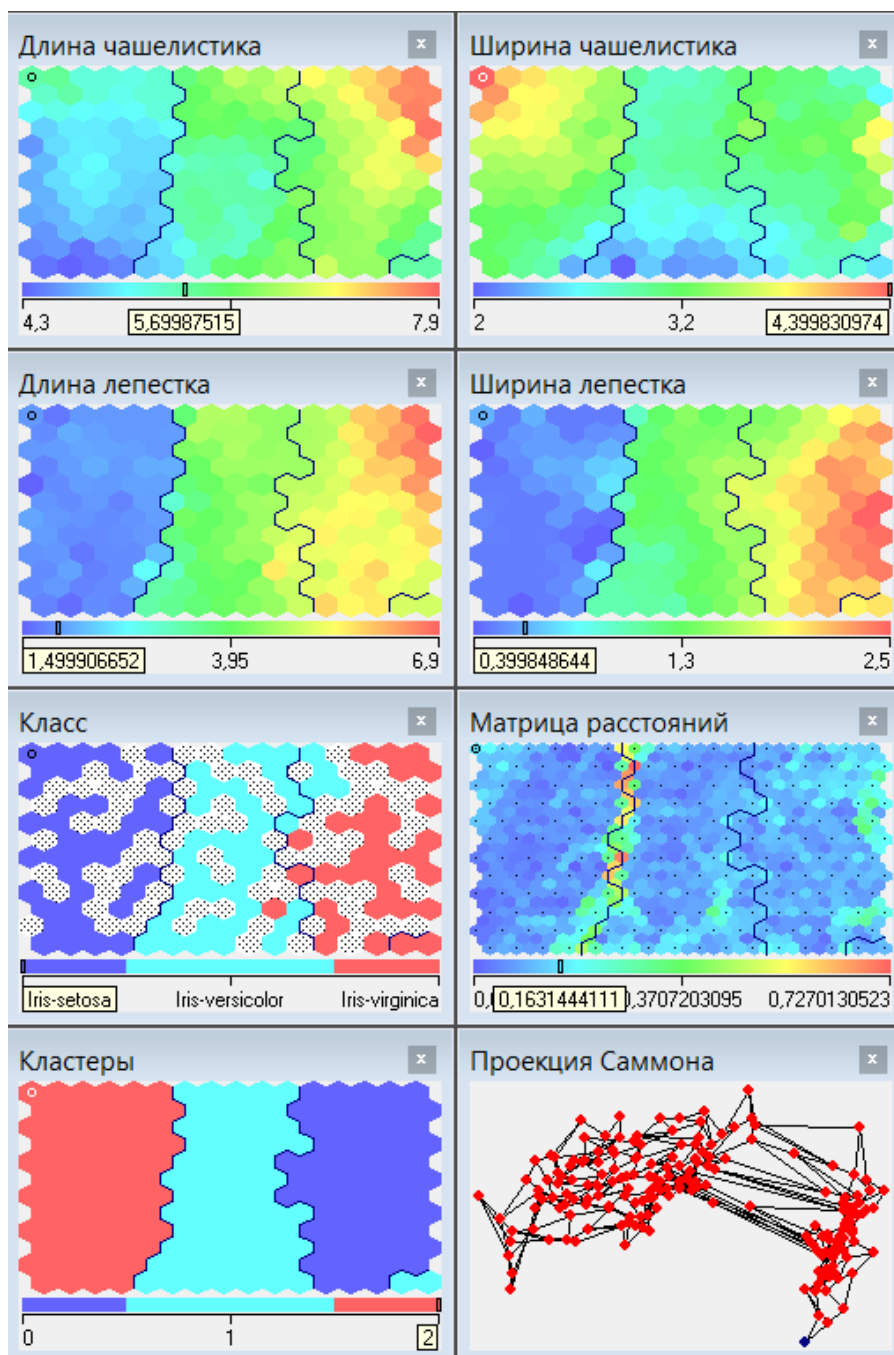 Длина чашелистика
x
Ширина чашелистика
x
4,3
5,69987515
7,9
2
3,2
4,399830974
Длина лепестка
x
Ширина лепестка
x
1,499906652
3,95
6,9
0,399848644
1,3
2,5
Класс
x
Матрица расстояний
x
Iris-setosa
Iris-versicolor
Iris-virginica
0,(
0,1631444111
),3707203095
0,7270130523
Кластеры
x
Проекция Саммона
x
0
1
2